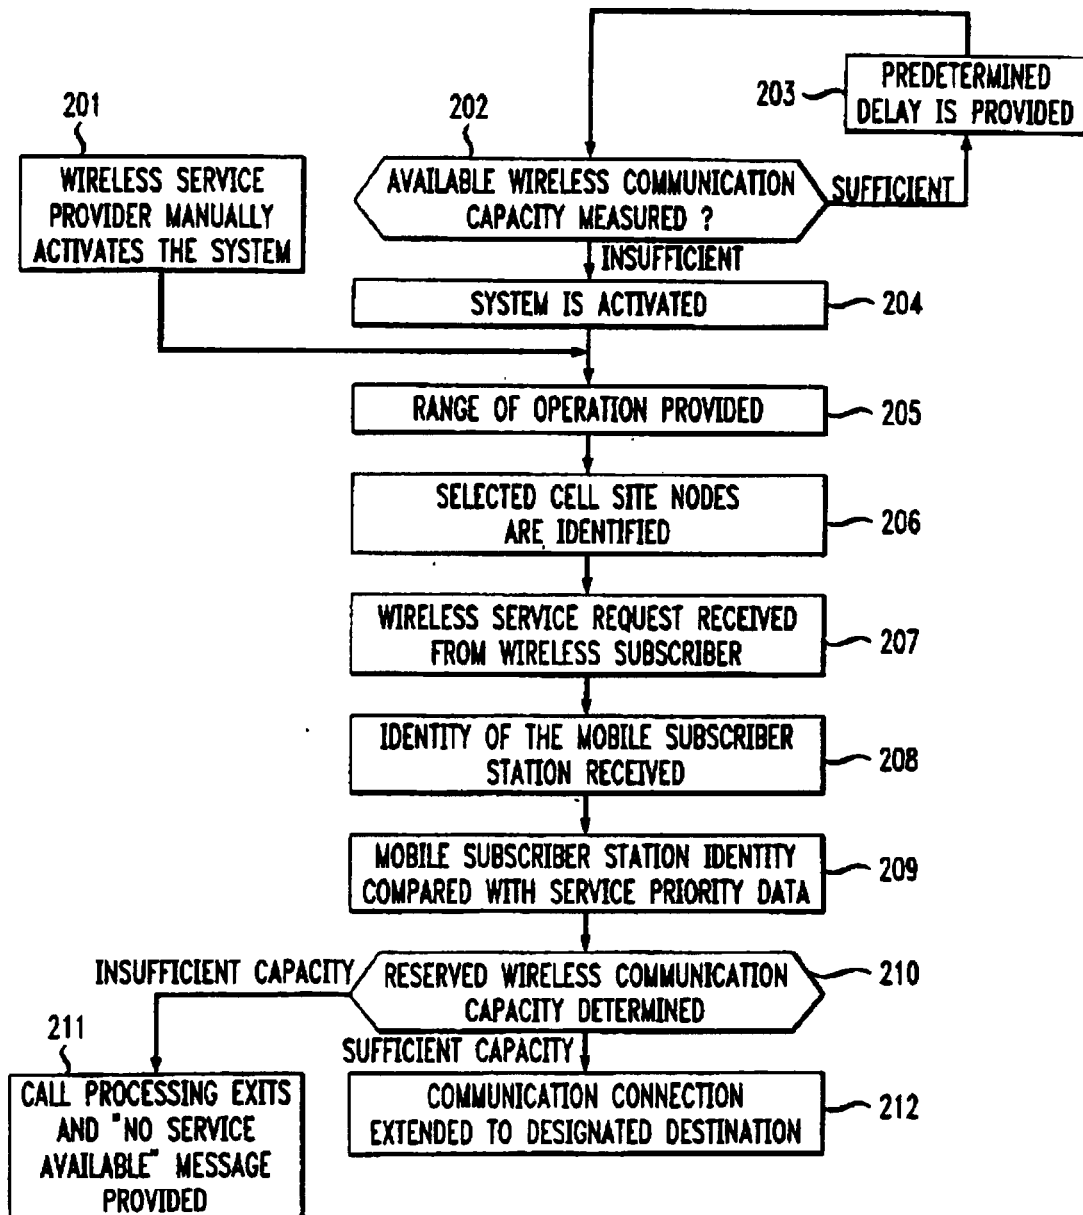 203
PREDETERMINED
DELAY IS PROVIDED
201
202
WIRELESS SERVICE
PROVIDER MANUALLY
ACTIVATES THE SYSTEM
AVAILABLE WIRELESS COMMUNICATION
CAPACITY MEASURED ?
SUFFICIENT
INSUFFICIENT
SYSTEM IS ACTIVATED
204
RANGE OF OPERATION PROVIDED
205
SELECTED CELL SITE NODES
ARE IDENTIFIED
206
WIRELESS SERVICE REQUEST RECEIVED
FROM WIRELESS SUBSCRIBER
207
IDENTITY OF THE MOBILE SUBSCRIBER
STATION RECEIVED
208
MOBILE SUBSCRIBER STATION IDENTITY
COMPARED WITH SERVICE PRIORITY DATA
209
INSUFFICIENT CAPACITY
RESERVED WIRELESS COMMUNICATION
CAPACITY DETERMINED
210
SUFFICIENT CAPACITY
211
CALL PROCESSING EXITS
AND "NO SERVICE
AVAILABLE" MESSAGE
PROVIDED
COMMUNICATION CONNECTION
EXTENDED TO DESIGNATED DESTINATION
212